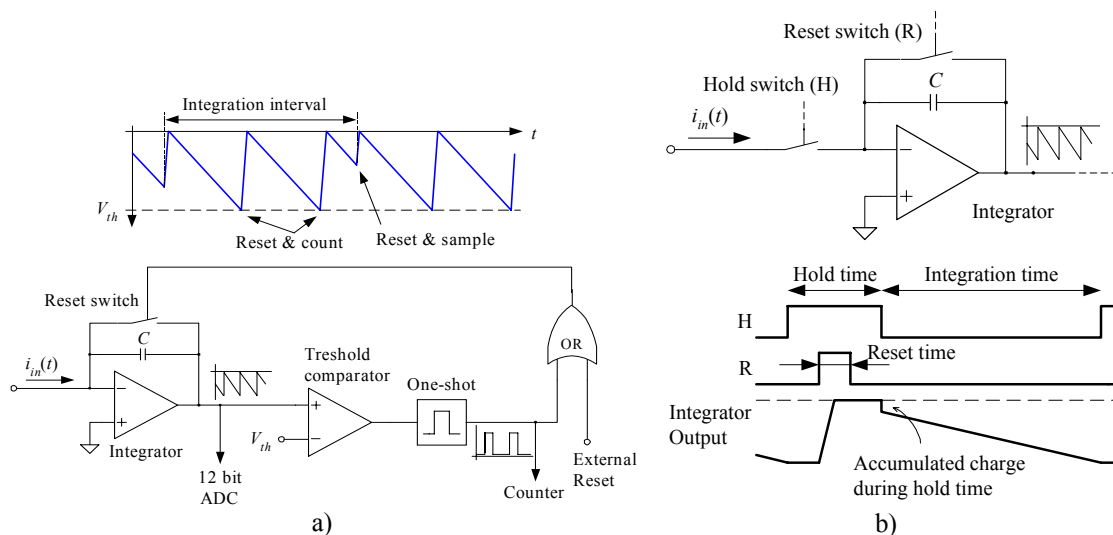 Integration interval
t
V_th
Reset & count
Reset & sample
Reset switch
C
i_in(t)
−
+
Integrator
12 bit
ADC
Treshold
comparator
+
−
V_th
One-shot
Counter
OR
External
Reset
a)
Reset switch (R)
Hold switch (H)
C
i_in(t)
−
+
Integrator
Hold time
Integration time
H
R
Reset time
Integrator
Output
Accumulated charge
during hold time
b)